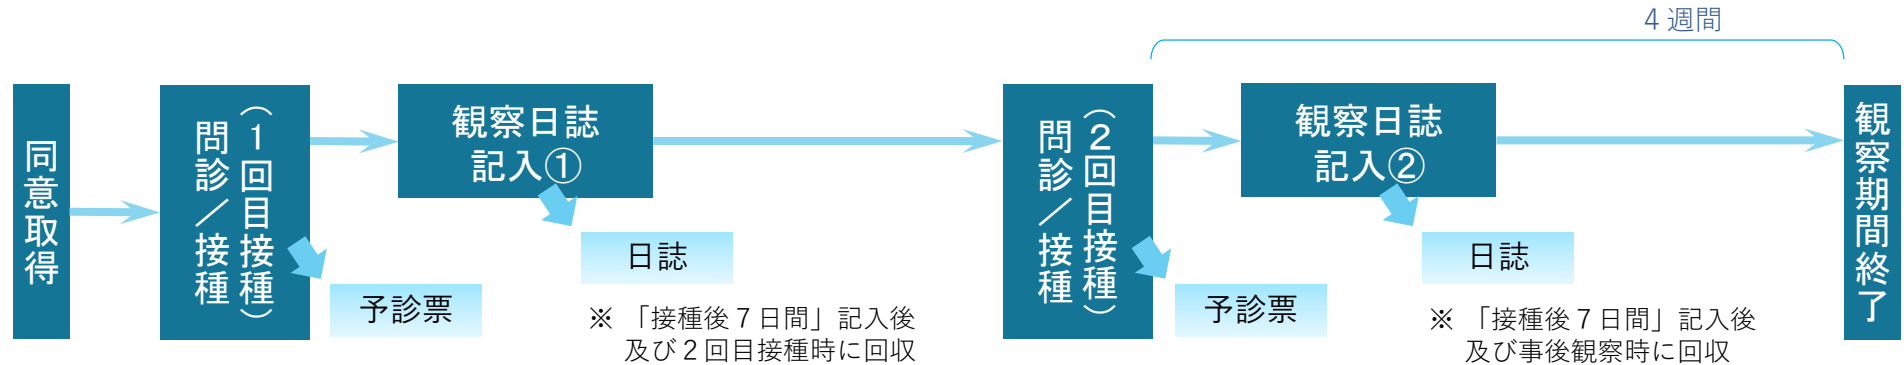 4週間
同意取得
問診／接種
（1回目接種）
観察日誌
記入①
日誌
予診票
※ 「接種後7日間」記入後
及び2回目接種時に回収
問診／接種
（2回目接種）
観察日誌
記入②
日誌
予診票
※ 「接種後7日間」記入後
及び事後観察時に回収
観察期間終了